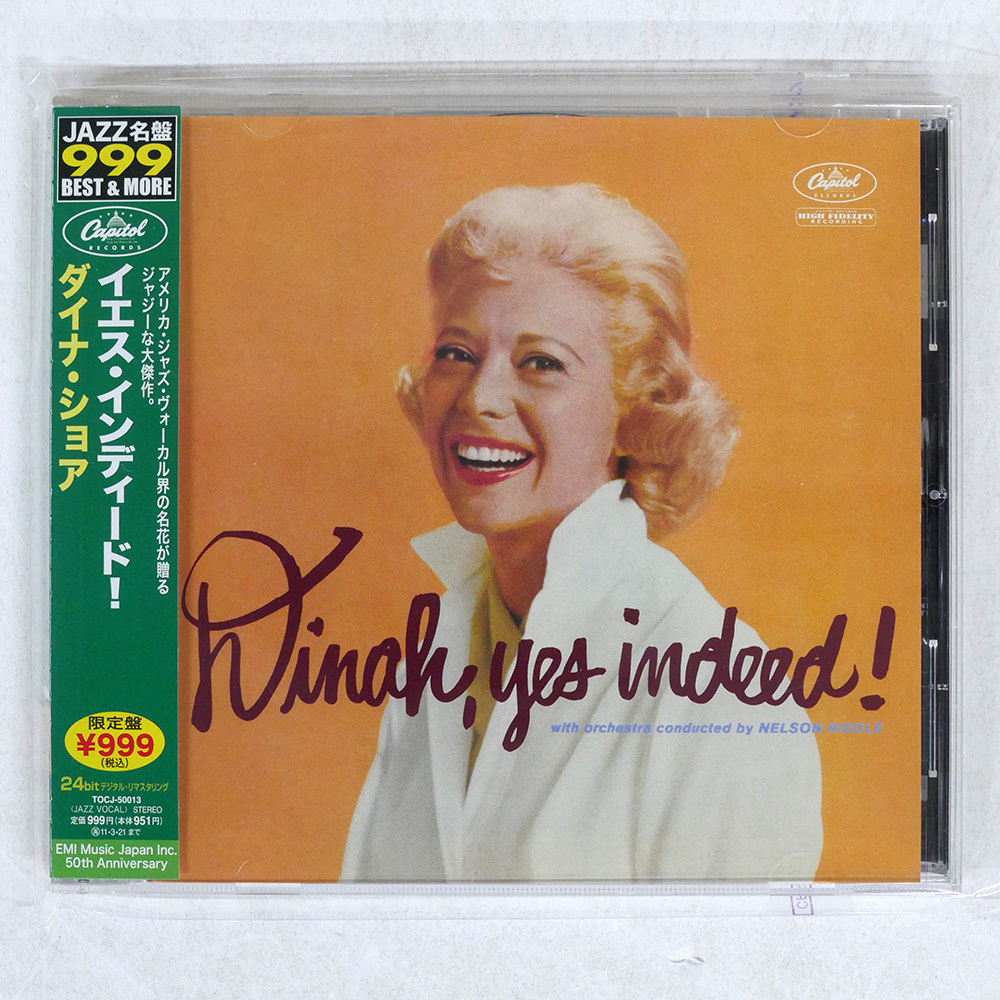 JAZZ名盤
999
BEST & MORE
Capitol
RECORDS
アメリカ・ジャズ・ヴォーカル界の名花が贈る
ジャジーな大傑作。
イエス・インディード!
ダイナ・ショア
限定盤
¥999
(税込)
24bitデジタル・リマスタリング
TOCJ-50013
(JAZZ VOCAL) STEREO
定価999円(本体951円)
11・3・21まで
EMI Music Japan Inc.
50th Anniversary
Capitol
RECORDS
HIGH FIDELITY
RECORDING
Dinah, yes indeed!
with orchestra conducted by NELSON RIDDLE